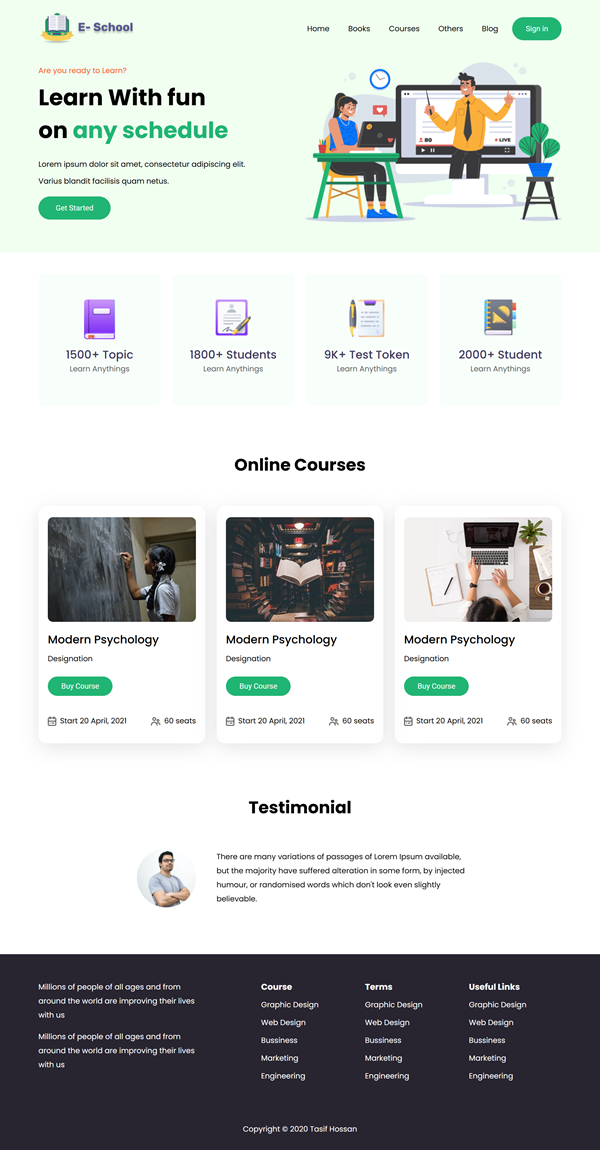 E- School
Home Books Courses Others Blog Sign in
Are you ready to Learn?
Learn With fun
on any schedule
Lorem ipsum dolor sit amet, consectetur adipiscing elit.
Varius blandit facilisis quam netus.
Get Started
80
LIVE
1500+ Topic
Learn Anythings
1800+ Students
Learn Anythings
9K+ Test Token
Learn Anythings
2000+ Student
Learn Anythings
Online Courses
Modern Psychology
Designation
Buy Course
Start 20 April, 2021 60 seats
Modern Psychology
Designation
Buy Course
Start 20 April, 2021 60 seats
Modern Psychology
Designation
Buy Course
Start 20 April, 2021 60 seats
Testimonial
There are many variations of passages of Lorem Ipsum available,
but the majority have suffered alteration in some form, by injected
humour, or randomised words which don't look even slightly
believable.
Millions of people of all ages and from
around the world are improving their lives
with us
Millions of people of all ages and from
around the world are improving their lives
with us
Course
Graphic Design
Web Design
Bussiness
Marketing
Engineering
Terms
Graphic Design
Web Design
Bussiness
Marketing
Engineering
Useful Links
Graphic Design
Web Design
Bussiness
Marketing
Engineering
Copyright © 2020 Tasif Hossan